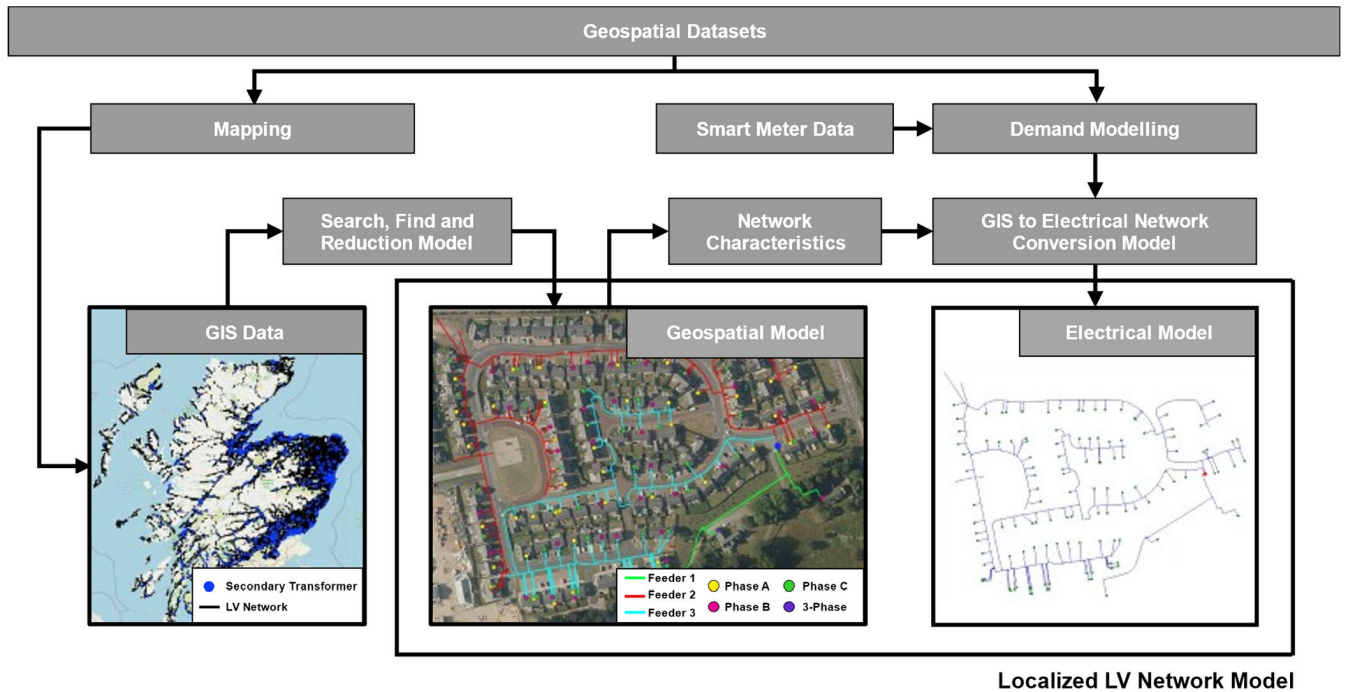 Geospatial Datasets
Mapping
Smart Meter Data
Demand Modelling
Search, Find and
Reduction Model
Network
Characteristics
GIS to Electrical Network
Conversion Model
GIS Data
Geospatial Model
Electrical Model
Secondary Transformer
LV Network
Feeder 1
Feeder 2
Feeder 3
Phase A
Phase B
Phase C
3-Phase
Localized LV Network Model